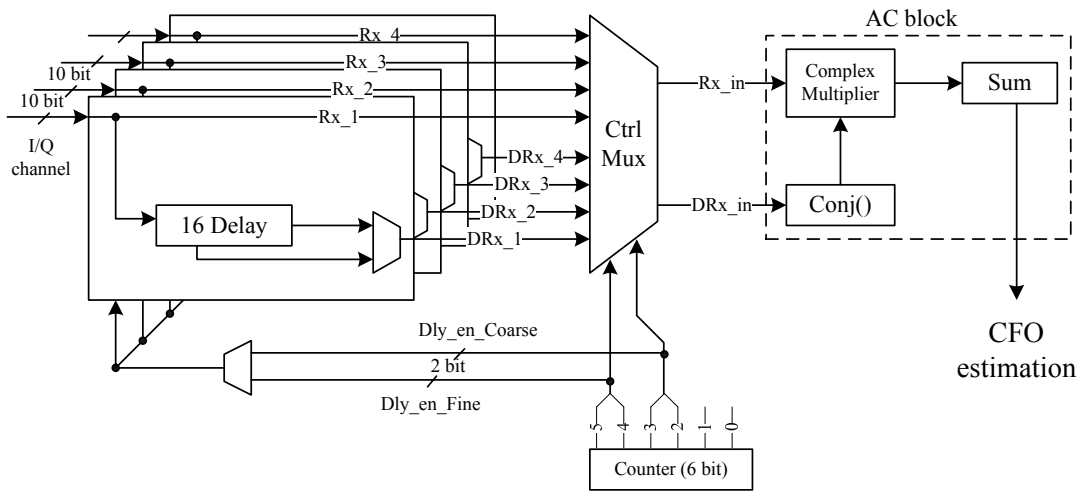 AC block
Rx_4
Rx_3
10 bit
Rx_2
10 bit
Rx_1
I/Q
channel
Ctrl
Mux
Rx_in
Complex
Multiplier
Sum
DRx_4
DRx_3
DRx_2
DRx_1
16 Delay
DRx_in
Conj()
Dly_en_Coarse
2 bit
Dly_en_Fine
CFO
estimation
5 4 3 2 1 0
Counter (6 bit)